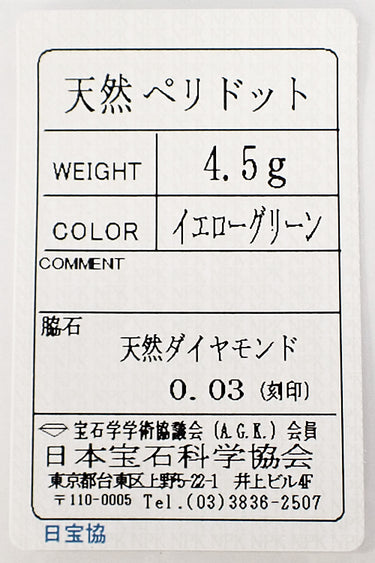 天然ペリドット
WEIGHT 4.5g
COLOR イエローグリーン
COMMENT
脇石
天然ダイヤモンド
0.03 (刻印)
宝石学学術協議会 (A.G.K.) 会員
日本宝石科学協会
東京都台東区上野5-22-1 井上ビル4F
〒110-0005 Tel.(03)3836-2507
日宝協